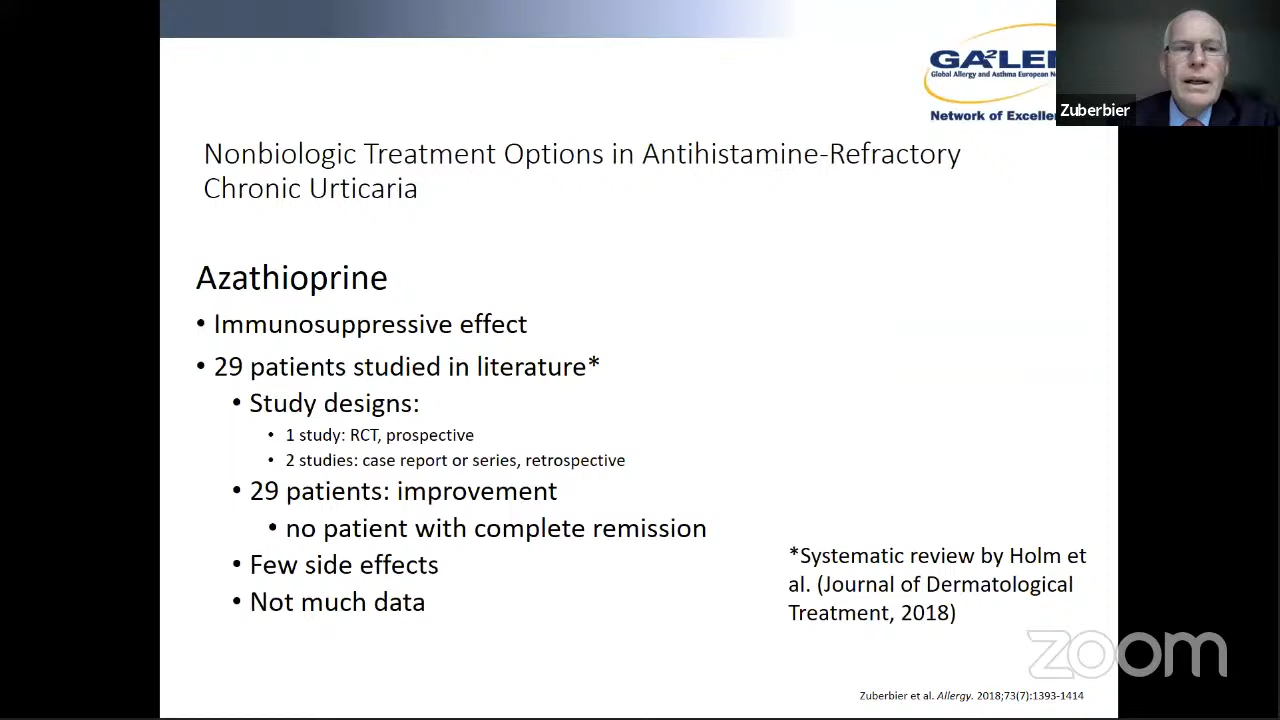 GA²LE
Global Allergy and Asthma European
Network of
Zuberbier
Nonbiologic Treatment Options in Antihistamine-Refractory
Chronic Urticaria
Azathioprine
• Immunosuppressive effect
• 29 patients studied in literature*
• Study designs:
• 1 study: RCT, prospective
• 2 studies: case report or series, retrospective
• 29 patients: improvement
• no patient with complete remission
• Few side effects
• Not much data
*Systematic review by Holm et
al. (Journal of Dermatological
Treatment, 2018)
zoom
Zuberbier et al. Allergy. 2018;73(7):1393-1414